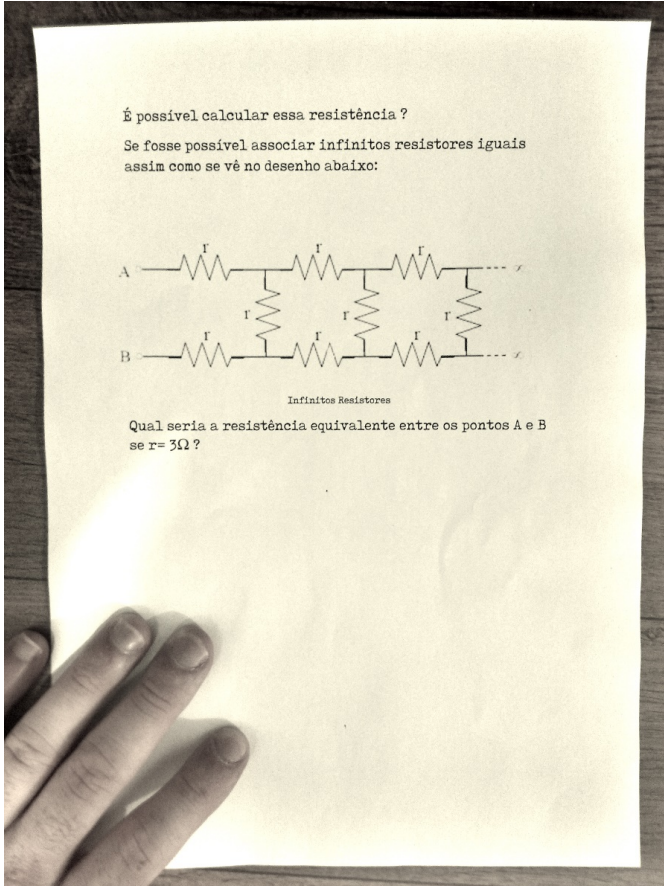 É possível calcular essa resistência ?
Se fosse possível associar infinitos resistores iguais
assim como se vê no desenho abaixo:
r r r
A
r r r
r r r
B
Infinitos Resistores
Qual seria a resistência equivalente entre os pontos A e B
se r= 3Ω ?